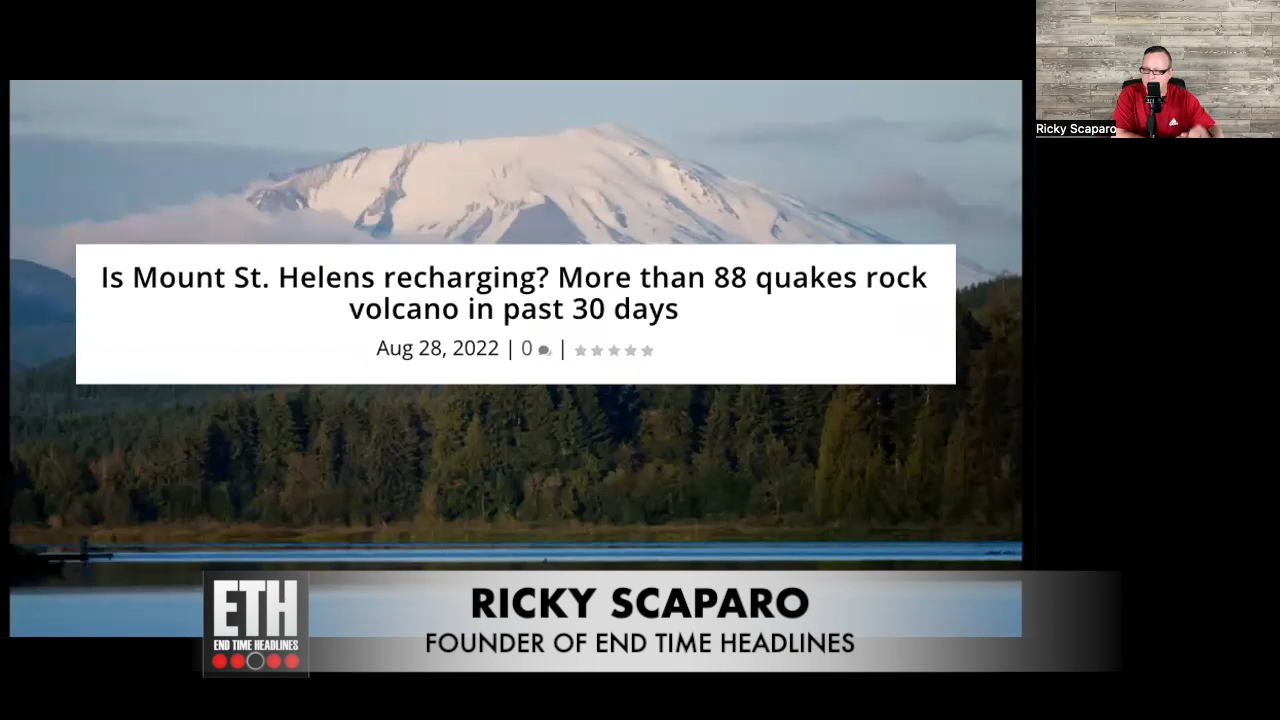 Ricky Scaparo
Is Mount St. Helens recharging? More than 88 quakes rock
volcano in past 30 days
Aug 28, 2022 | 0 |
ETH
END TIME HEADLINES
RICKY SCAPARO
FOUNDER OF END TIME HEADLINES